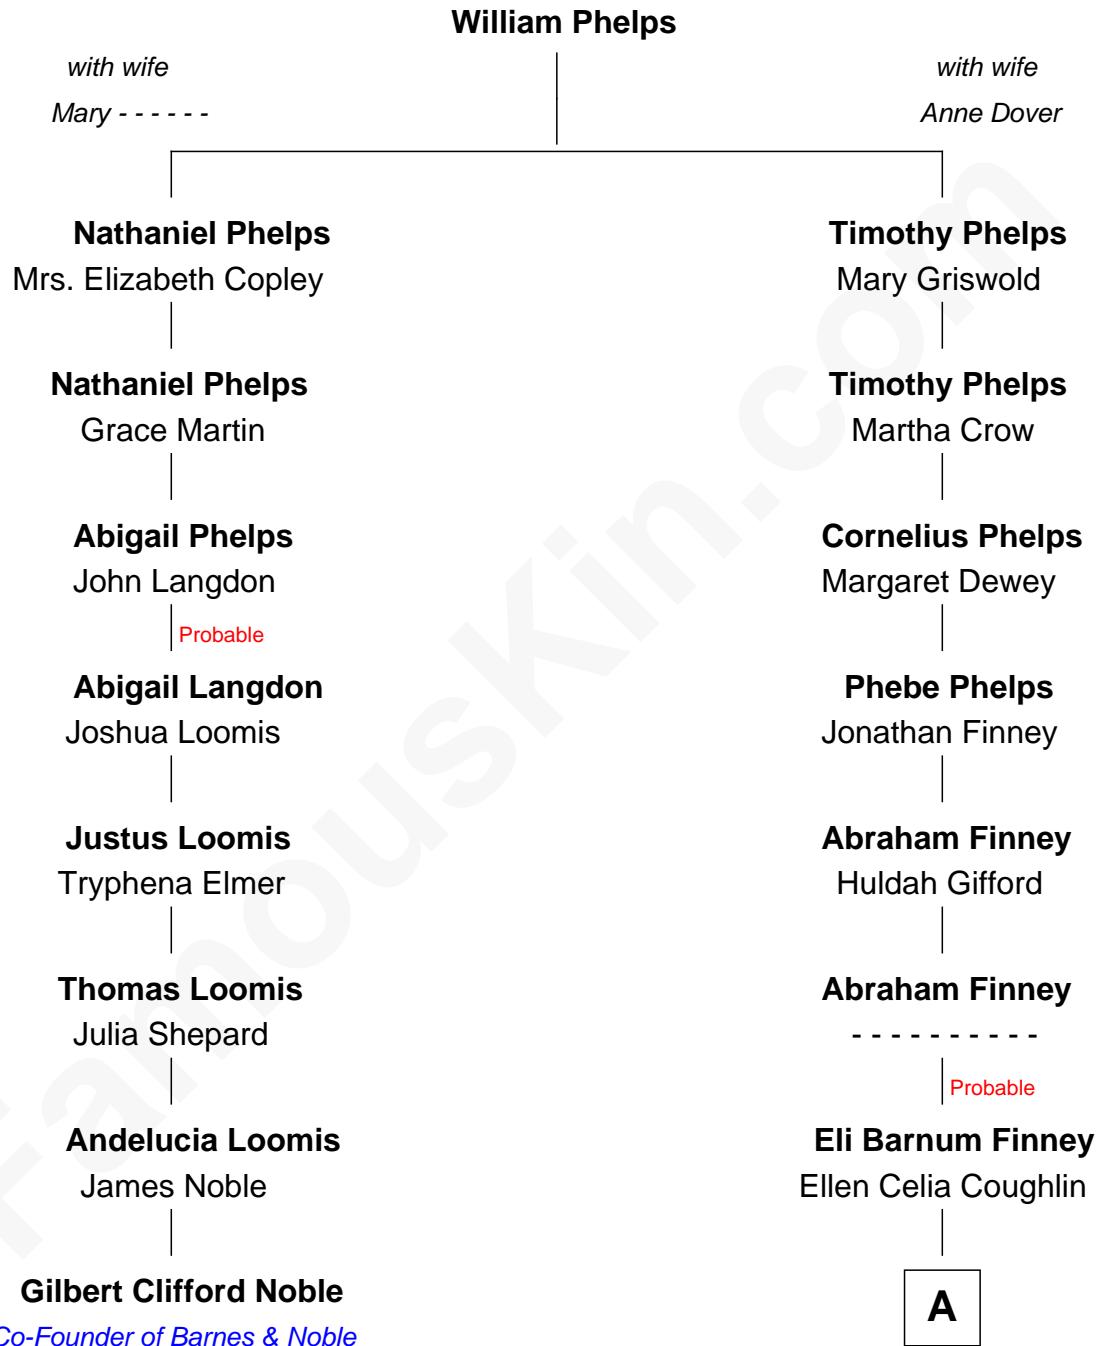 William Phelps
with wife
Mary - - - - - -
with wife
Anne Dover
Nathaniel Phelps
Mrs. Elizabeth Copley
Timothy Phelps
Mary Griswold
Nathaniel Phelps
Grace Martin
Timothy Phelps
Martha Crow
Abigail Phelps
John Langdon
Probable
Cornelius Phelps
Margaret Dewey
Abigail Langdon
Joshua Loomis
Phebe Phelps
Jonathan Finney
Justus Loomis
Tryphena Elmer
Abraham Finney
Huldah Gifford
Thomas Loomis
Julia Shepard
Abraham Finney
- - - - - - - - - -
Probable
Andelucia Loomis
James Noble
Eli Barnum Finney
Ellen Celia Coughlin
Gilbert Clifford Noble
Co-Founder of Barnes & Noble
A
FamousKin.com